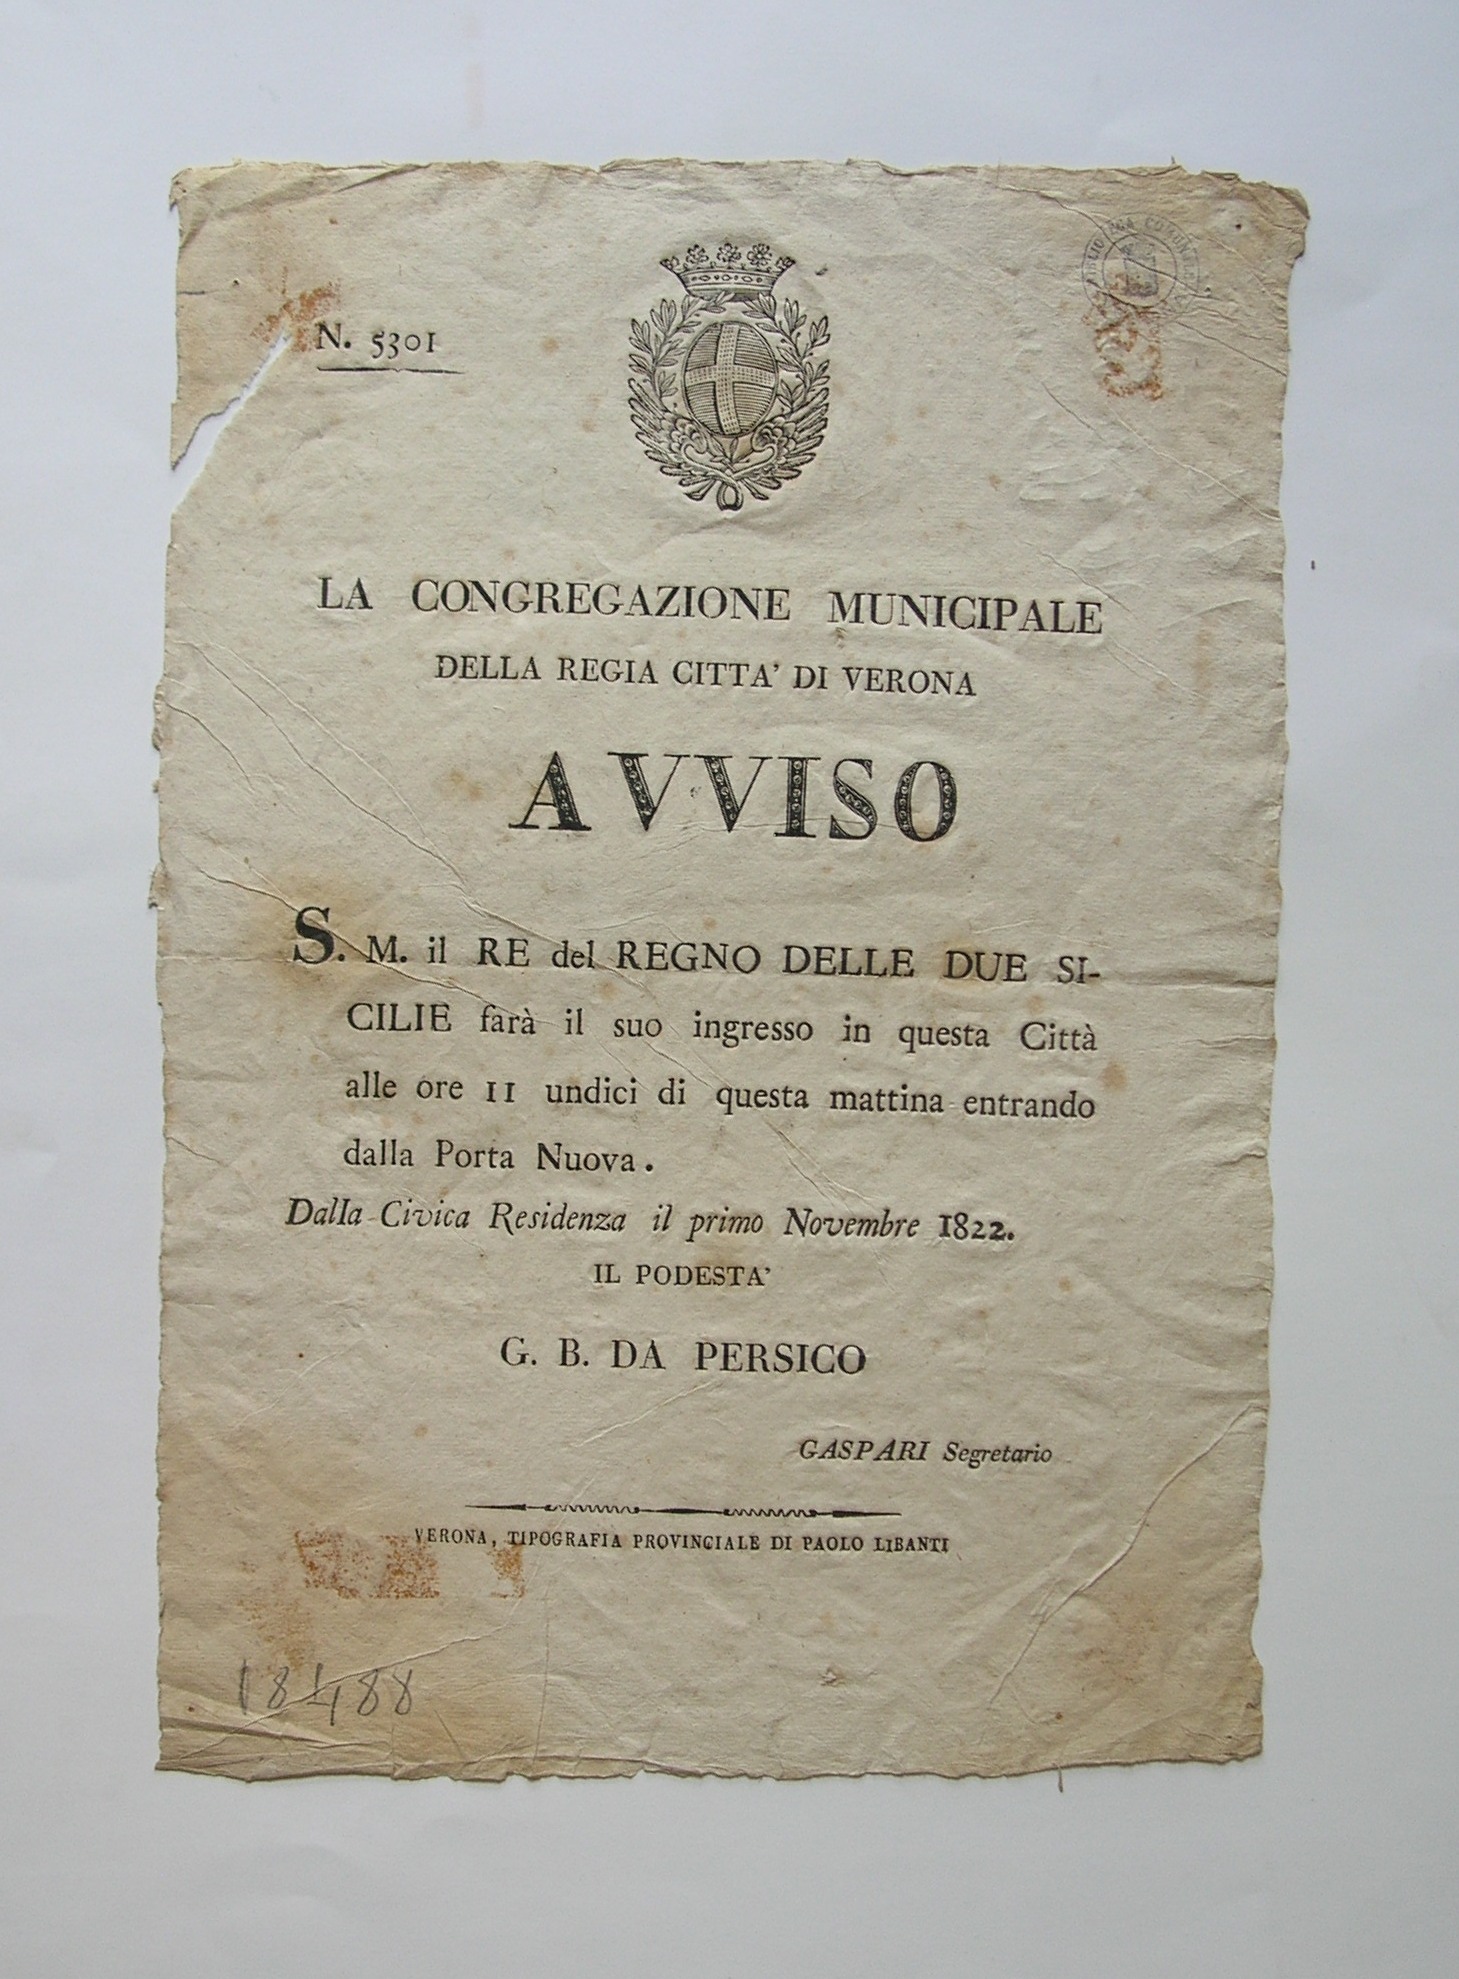 BIBLIOTECA COMUNALE
N. 5301
LA CONGREGAZIONE MUNICIPALE
DELLA REGIA CITTA' DI VERONA
AVVISO
S. M. il RE del REGNO DELLE DUE SI-
CILIE farà il suo ingresso in questa Città
alle ore 11 undici di questa mattina entrando
dalla Porta Nuova.
Dalla Civica Residenza il primo Novembre 1822.
IL PODESTA'
G. B. DA PERSICO
GASPARI Segretario
VERONA, TIPOGRAFIA PROVINCIALE DI PAOLO LIBANTI
18488